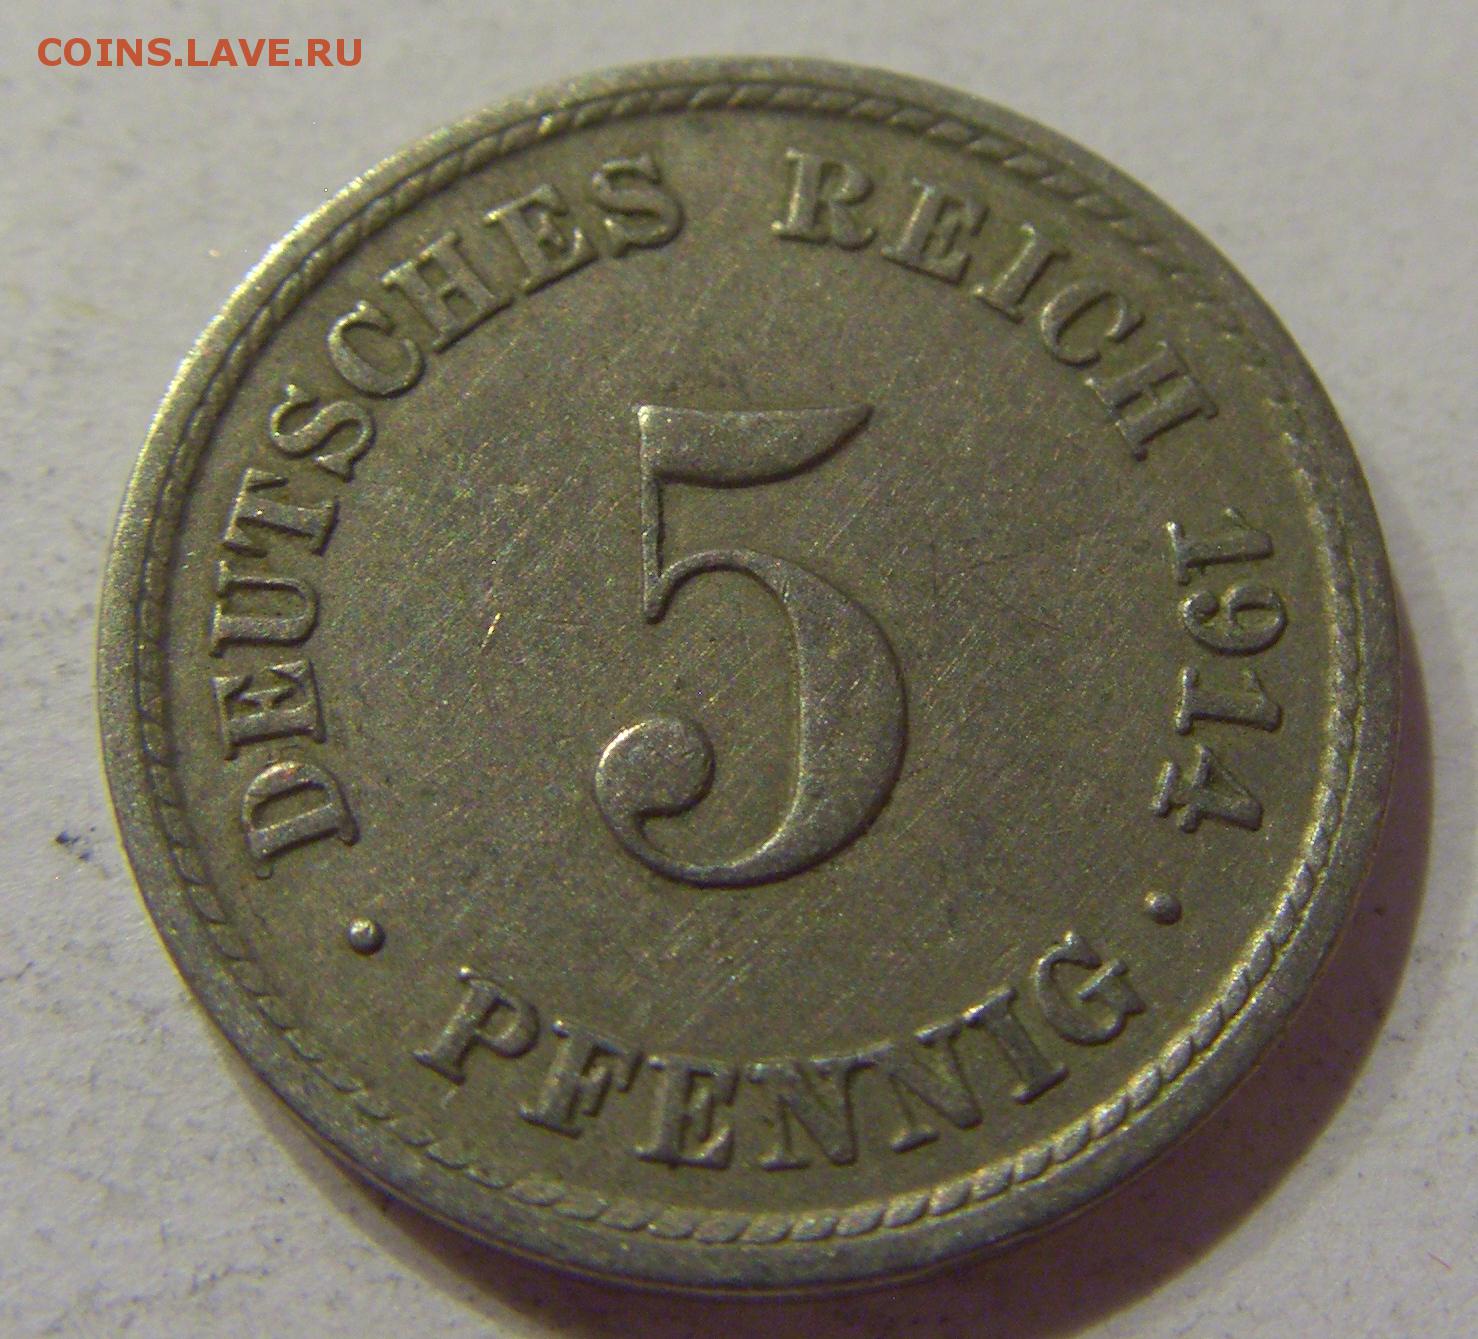 COINS.LAVE.RU
DEUTSCHES REICH 1914
5
· PFENNIG ·